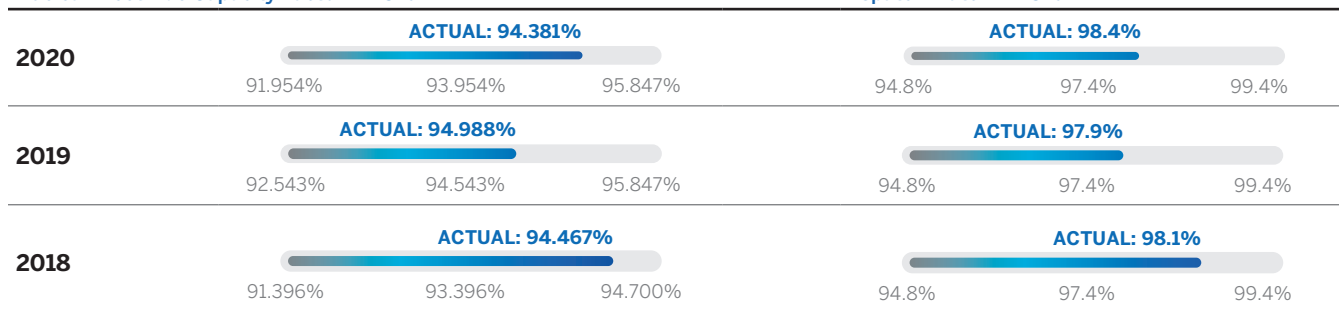 ACTUAL: 94.381% ACTUAL: 98.4%
2020
91.954% 93.954% 95.847% 94.8% 97.4% 99.4%
ACTUAL: 94.988% ACTUAL: 97.9%
2019
92.543% 94.543% 95.847% 94.8% 97.4% 99.4%
ACTUAL: 94.467% ACTUAL: 98.1%
2018
91.396% 93.396% 94.700% 94.8% 97.4% 99.4%